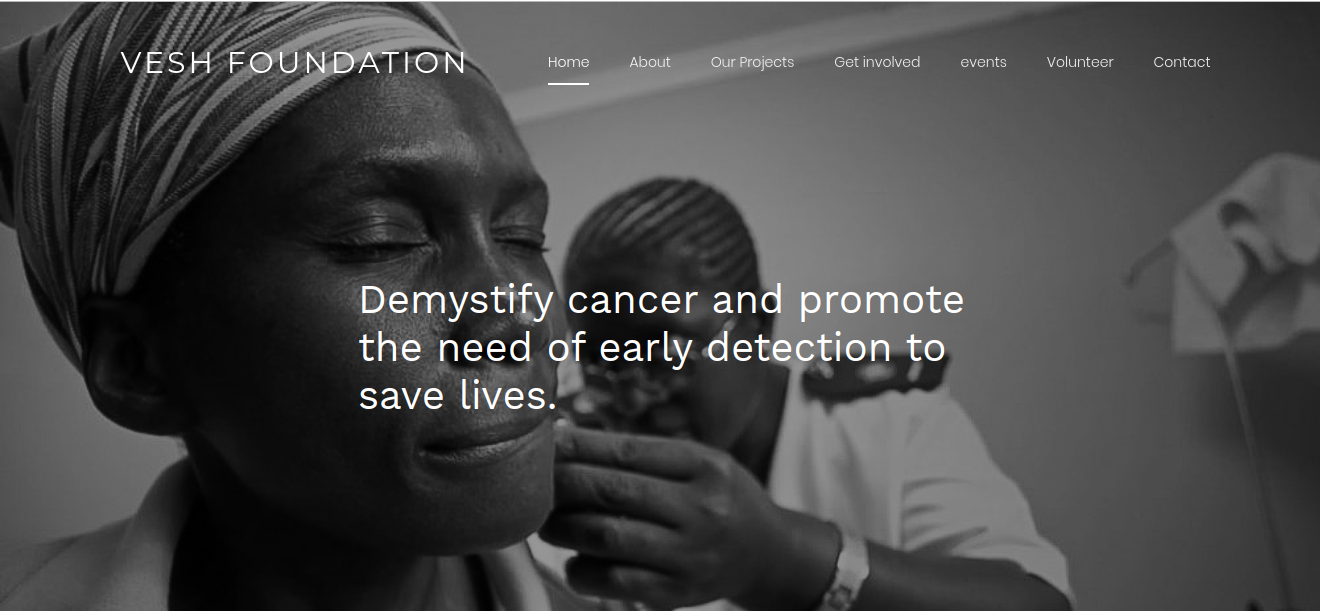 VESH FOUNDATION
Home About Our Projects Get involved events Volunteer Contact
Demystify cancer and promote
the need of early detection to
save lives.